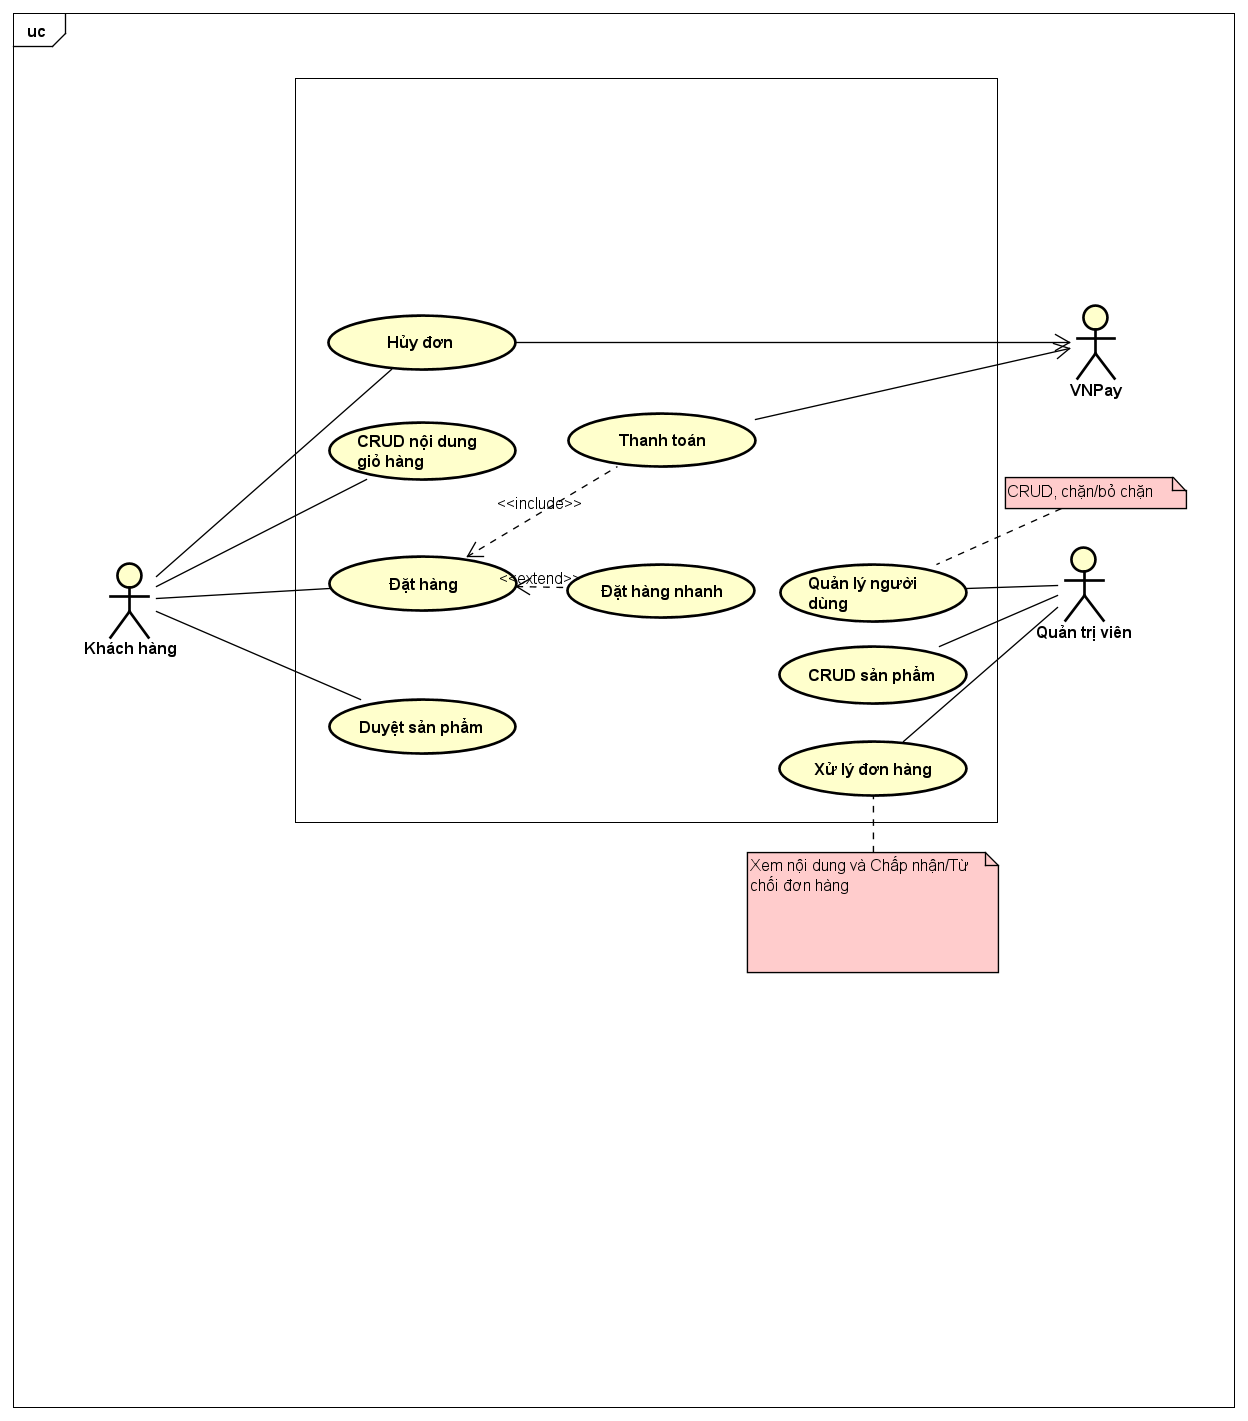 uc
Hủy đơn
VNPay
CRUD nội dung
giỏ hàng
Thanh toán
CRUD, chặn/bỏ chặn
<<include>>
<<extend>>
Đặt hàng
Đặt hàng nhanh
Quản lý người
dùng
Quản trị viên
Khách hàng
CRUD sản phẩm
Duyệt sản phẩm
Xử lý đơn hàng
Xem nội dung và Chấp nhận/Từ
chối đơn hàng